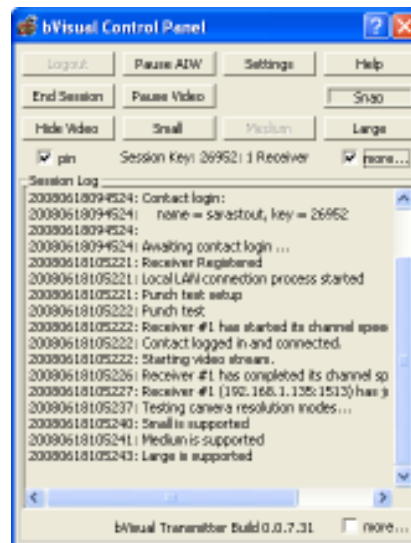 bVisual Control Panel
Logout Pause AIW Settings Help
End Session Pause Video Snap
Hide Video Small Medium Large
pin Session Key: 26952: 1 Receiver more...
Session Log
20080618094524: Contact login:
20080618094524: name = sarastout, key = 26952
20080618094524:
20080618094524: Awaiting contact login ...
20080618105221: Receiver Registered
20080618105221: Local LAN connection process started
20080618105221: Punch test setup
20080618105222: Punch test
20080618105222: Receiver #1 has started its channel spee
20080618105222: Contact logged in and connected.
20080618105222: Starting video stream.
20080618105226: Receiver #1 has completed its channel sp
20080618105227: Receiver #1 (192.168.1.135:1513) has j
20080618105237: Testing camera resolution modes...
20080618105240: Small is supported
20080618105241: Medium is supported
20080618105243: Large is supported
bVisual Transmitter Build 0.0.7.31 more...